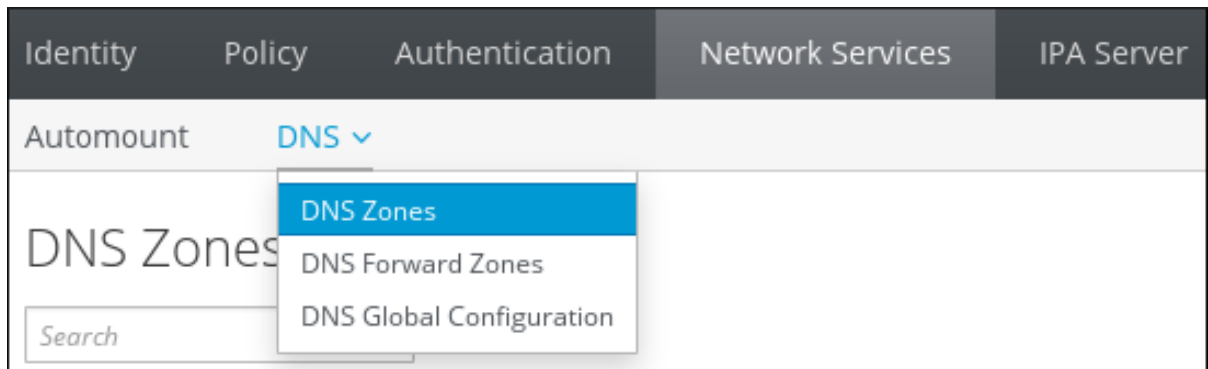 Identity Policy Authentication Network Services IPA Server
Automount DNS
DNS Zones
DNS Zones
DNS Forward Zones
DNS Global Configuration
Search